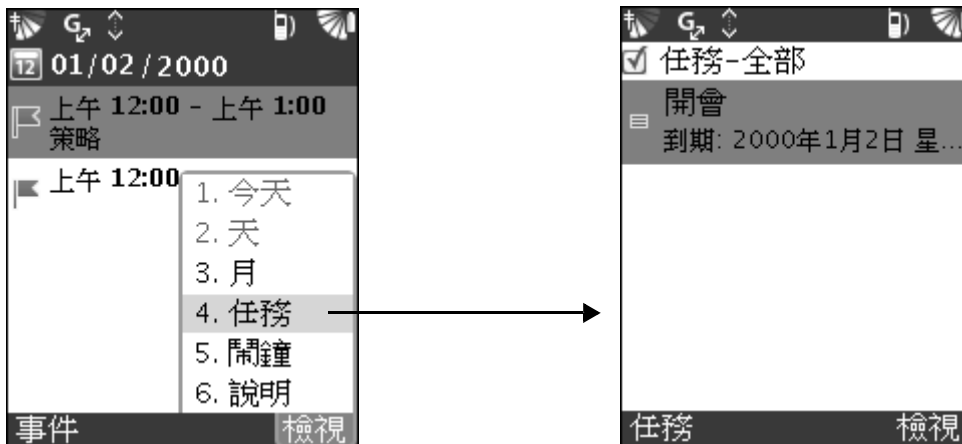 G
12 01/02/2000
上午 12:00 - 上午 1:00
策略
上午 12:00
1. 今天
2. 天
3. 月
4. 任務
5. 鬧鐘
6. 說明
事件 檢視
G
任務-全部
開會
到期: 2000年1月2日 星...
任務 檢視